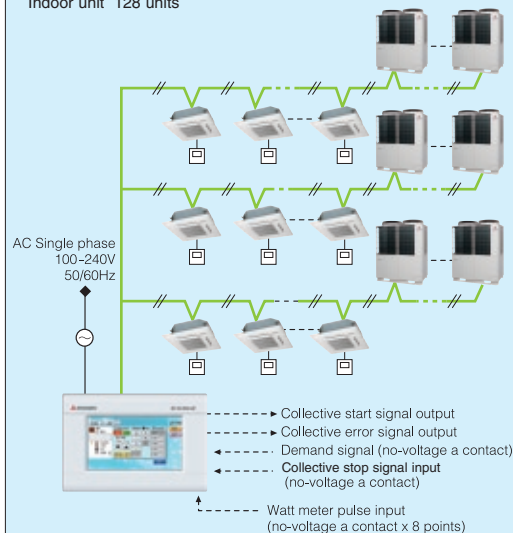 Indoor unit 128 units
AC Single phase
100-240V
50/60Hz
Collective start signal output
Collective error signal output
Demand signal (no-voltage a contact)
Collective stop signal input
(no-voltage a contact)
Watt meter pulse input
(no-voltage a contact x 8 points)